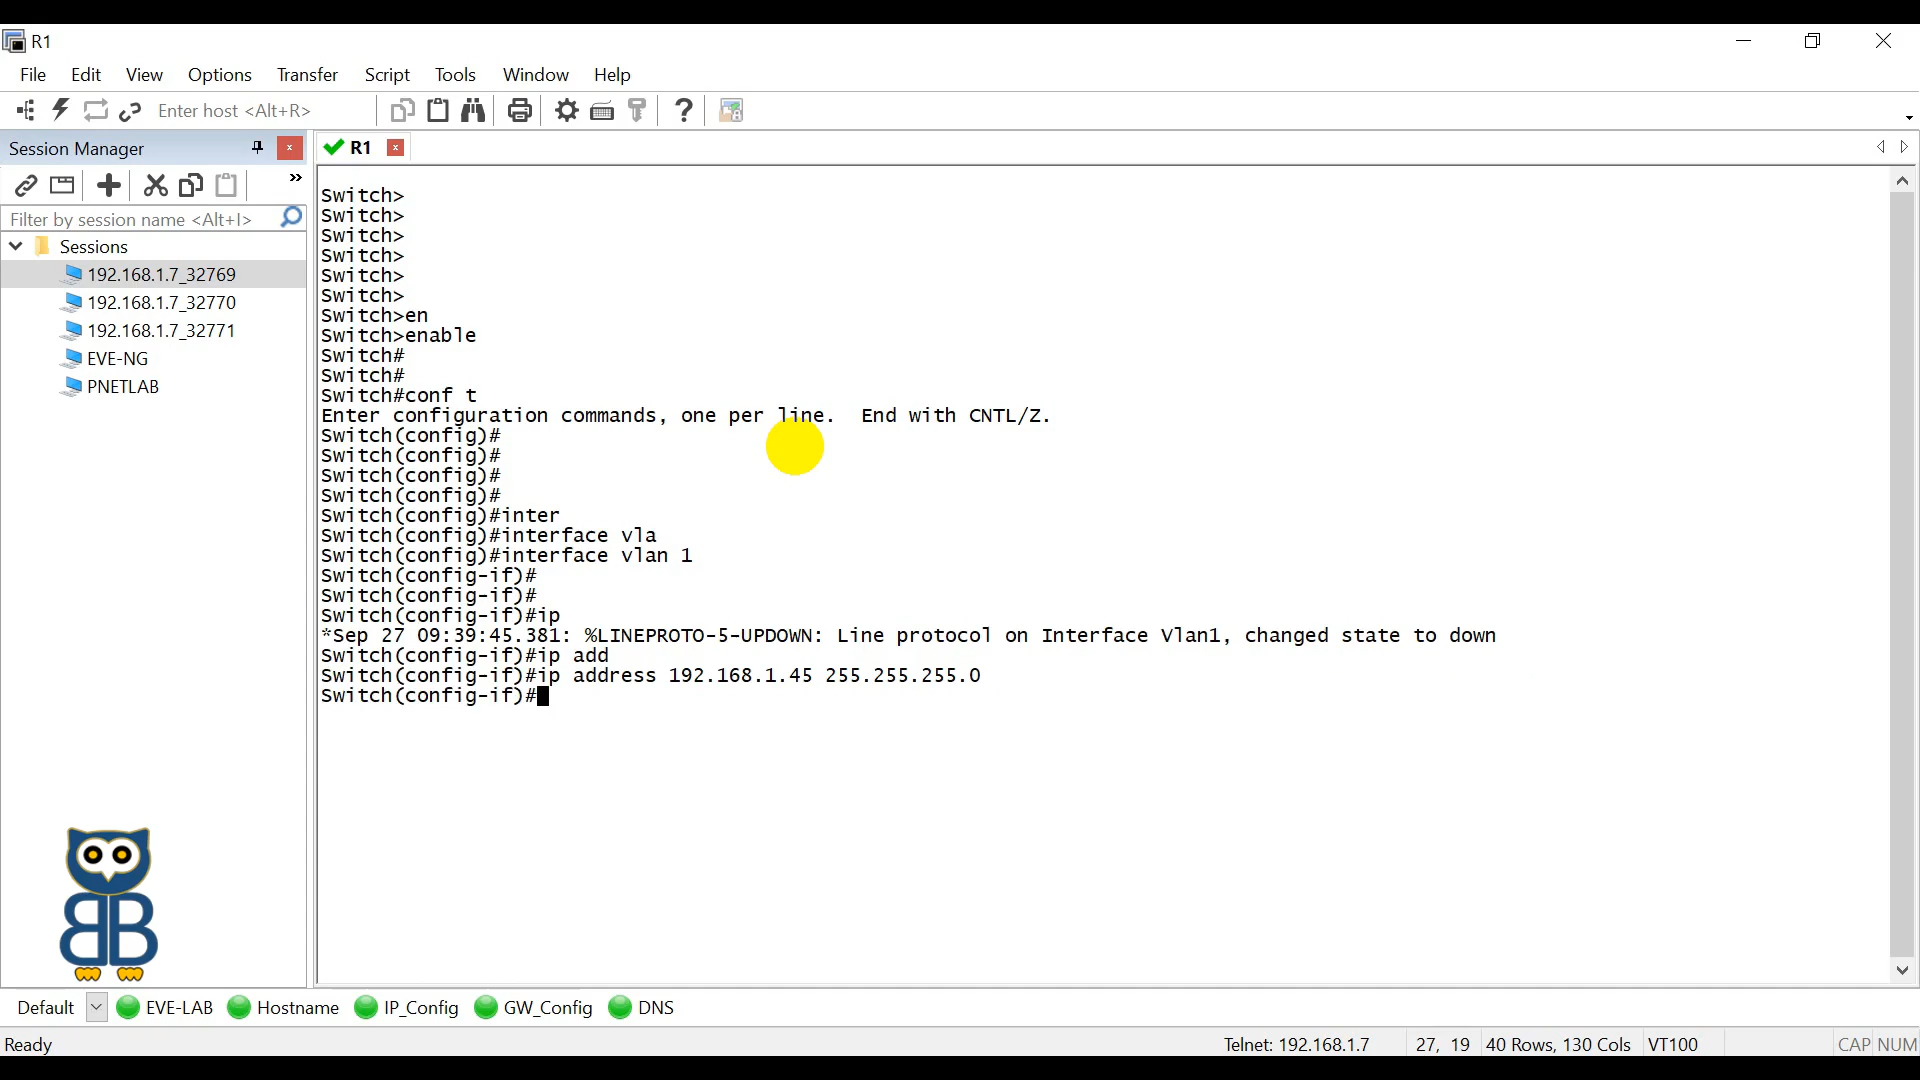 R1
File Edit View Options Transfer Script Tools Window Help
Enter host <Alt+R>
Session Manager
R1
Filter by session name <Alt+I>
Sessions
192.168.1.7_32769
192.168.1.7_32770
192.168.1.7_32771
EVE-NG
PNETLAB
Switch>
Switch>
Switch>
Switch>
Switch>
Switch>
Switch>en
Switch>enable
Switch#
Switch#
Switch#conf t
Enter configuration commands, one per line.  End with CNTL/Z.
Switch(config)#
Switch(config)#
Switch(config)#
Switch(config)#
Switch(config)#inter
Switch(config)#interface vla
Switch(config)#interface vlan 1
Switch(config-if)#
Switch(config-if)#
Switch(config-if)#ip
*Sep 27 09:39:45.381: %LINEPROTO-5-UPDOWN: Line protocol on Interface Vlan1, changed state to down
Switch(config-if)#ip add
Switch(config-if)#ip address 192.168.1.45 255.255.255.0
Switch(config-if)#
BB
Default EVE-LAB Hostname IP_Config GW_Config DNS
Ready Telnet: 192.168.1.7 27, 19 40 Rows, 130 Cols VT100 CAP NUM